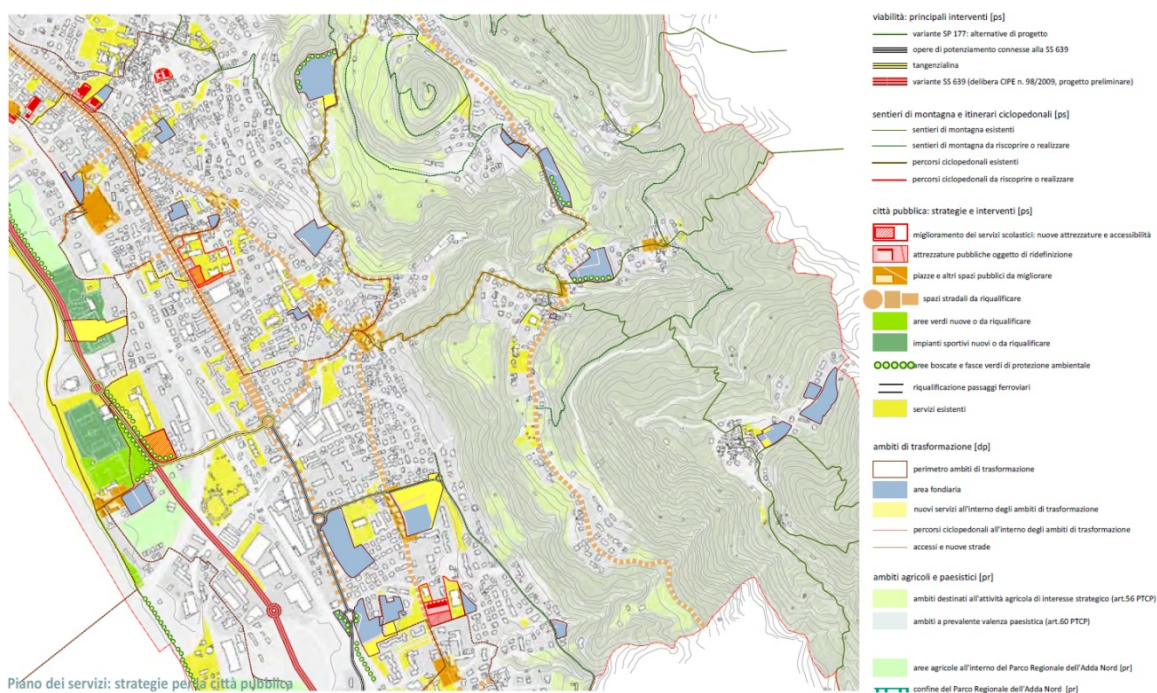 viabilità: principali interventi [ps]
variante SP 177: alternative di progetto
opere di potenziamento connesse alla SS 639
tangenzialina
variante SS 639 (delibera CIPE n. 98/2009, progetto preliminare)
sentieri di montagna e itinerari ciclopedonali [ps]
sentieri di montagna esistenti
sentieri di montagna da riscoprire o realizzare
percorsi ciclopedonali esistenti
percorsi ciclopedonali da riscoprire o realizzare
città pubblica: strategie e interventi [ps]
miglioramento dei servizi scolastici: nuove attrezzature e accessibilità
attrezzature pubbliche oggetto di ridefinizione
piazze e altri spazi pubblici da migliorare
spazi stradali da riqualificare
aree verdi nuove o da riqualificare
impianti sportivi nuovi o da riqualificare
aree boscate e fasce verdi di protezione ambientale
riqualificazione passaggi ferroviari
servizi esistenti
ambiti di trasformazione [dp]
perimetro ambiti di trasformazione
area fondiaria
nuovi servizi all'interno degli ambiti di trasformazione
percorsi ciclopedonali all'interno degli ambiti di trasformazione
accessi e nuove strade
ambiti agricoli e paesistici [pr]
ambiti destinati all'attività agricola di interesse strategico (art.56 PTCP)
ambiti a prevalente valenza paesistica (art.60 PTCP)
aree agricole all'interno del Parco Regionale dell'Adda Nord [pr]
confine del Parco Regionale dell'Adda Nord [pr]
Piano dei servizi: strategie per la città pubblica